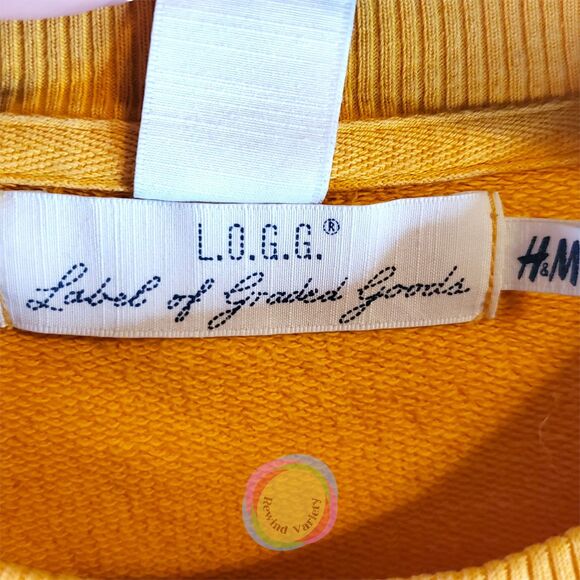 L.O.G.G.®
Label of Graded Goods
H&M
Rewind Variety